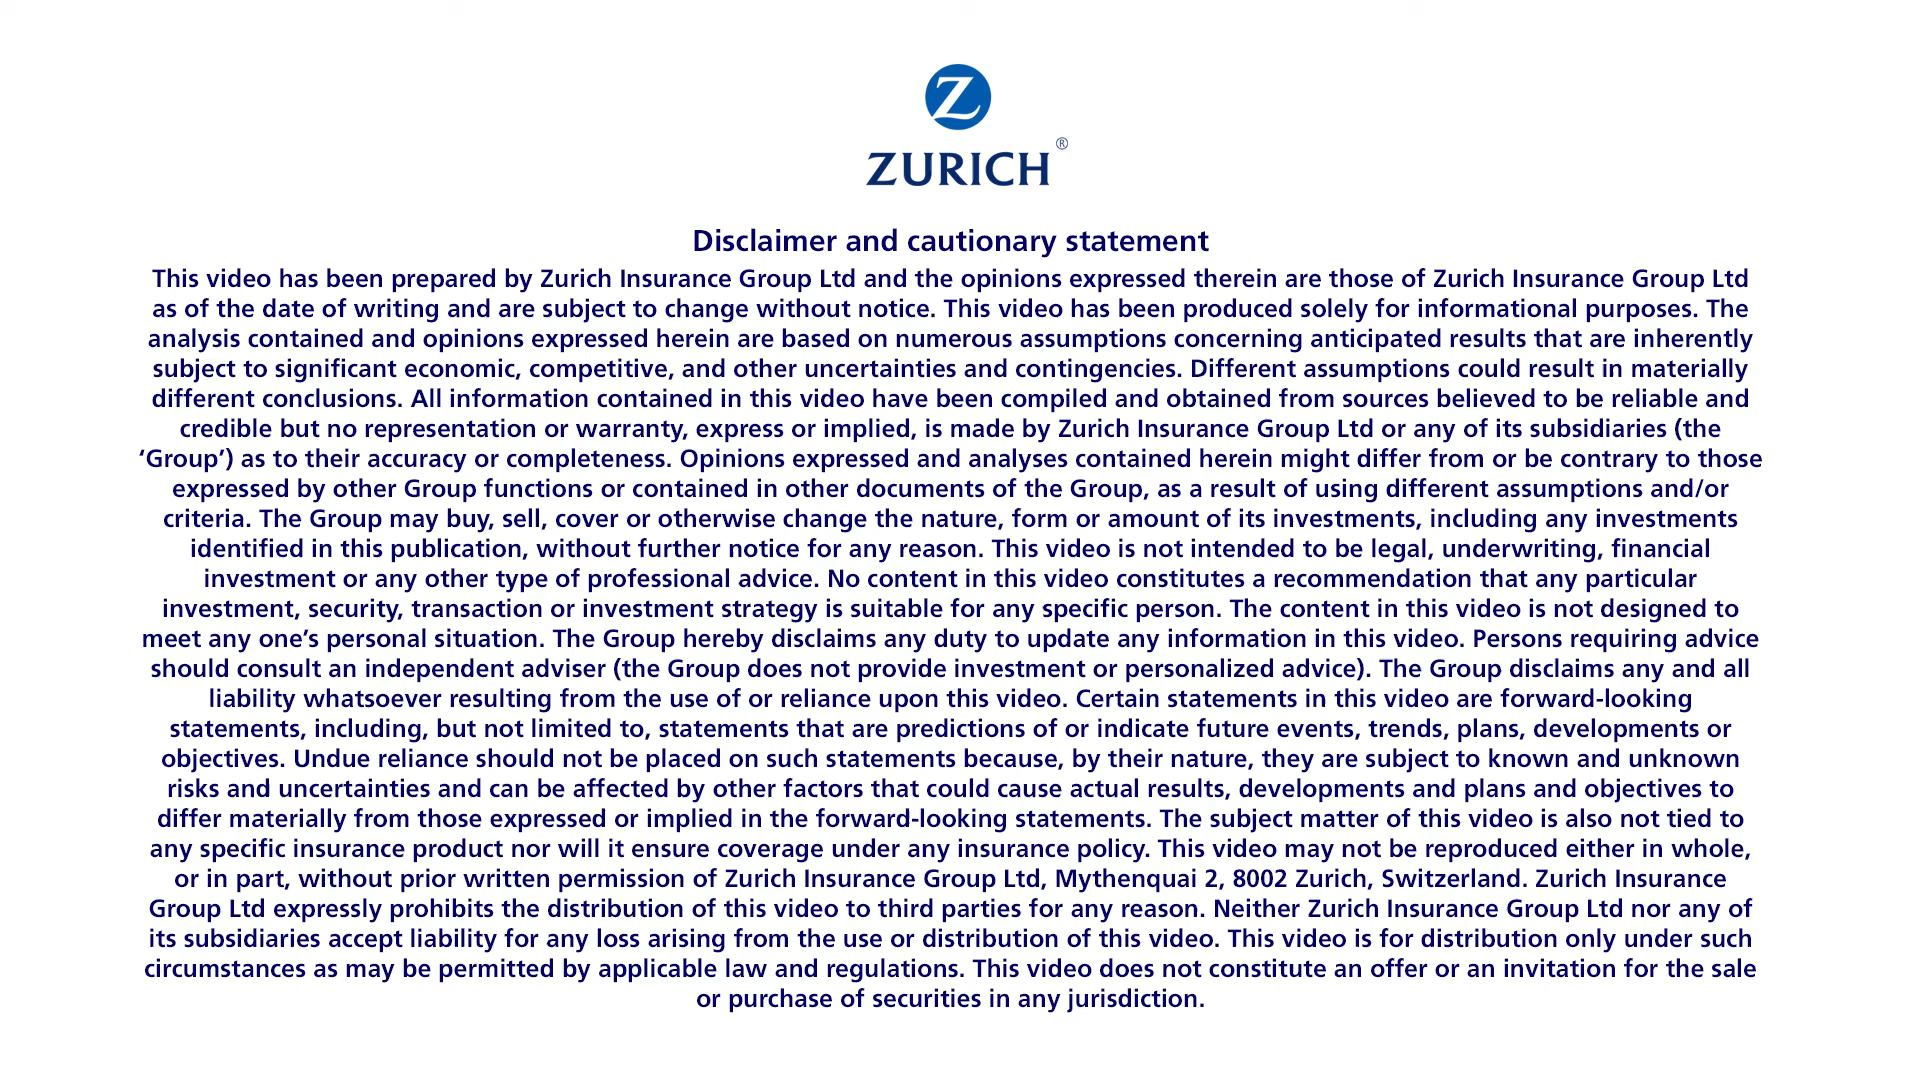 Z
ZURICH®
Disclaimer and cautionary statement
This video has been prepared by Zurich Insurance Group Ltd and the opinions expressed therein are those of Zurich Insurance Group Ltd
as of the date of writing and are subject to change without notice. This video has been produced solely for informational purposes. The
analysis contained and opinions expressed herein are based on numerous assumptions concerning anticipated results that are inherently
subject to significant economic, competitive, and other uncertainties and contingencies. Different assumptions could result in materially
different conclusions. All information contained in this video have been compiled and obtained from sources believed to be reliable and
credible but no representation or warranty, express or implied, is made by Zurich Insurance Group Ltd or any of its subsidiaries (the
‘Group’) as to their accuracy or completeness. Opinions expressed and analyses contained herein might differ from or be contrary to those
expressed by other Group functions or contained in other documents of the Group, as a result of using different assumptions and/or
criteria. The Group may buy, sell, cover or otherwise change the nature, form or amount of its investments, including any investments
identified in this publication, without further notice for any reason. This video is not intended to be legal, underwriting, financial
investment or any other type of professional advice. No content in this video constitutes a recommendation that any particular
investment, security, transaction or investment strategy is suitable for any specific person. The content in this video is not designed to
meet any one’s personal situation. The Group hereby disclaims any duty to update any information in this video. Persons requiring advice
should consult an independent adviser (the Group does not provide investment or personalized advice). The Group disclaims any and all
liability whatsoever resulting from the use of or reliance upon this video. Certain statements in this video are forward-looking
statements, including, but not limited to, statements that are predictions of or indicate future events, trends, plans, developments or
objectives. Undue reliance should not be placed on such statements because, by their nature, they are subject to known and unknown
risks and uncertainties and can be affected by other factors that could cause actual results, developments and plans and objectives to
differ materially from those expressed or implied in the forward-looking statements. The subject matter of this video is also not tied to
any specific insurance product nor will it ensure coverage under any insurance policy. This video may not be reproduced either in whole,
or in part, without prior written permission of Zurich Insurance Group Ltd, Mythenquai 2, 8002 Zurich, Switzerland. Zurich Insurance
Group Ltd expressly prohibits the distribution of this video to third parties for any reason. Neither Zurich Insurance Group Ltd nor any of
its subsidiaries accept liability for any loss arising from the use or distribution of this video. This video is for distribution only under such
circumstances as may be permitted by applicable law and regulations. This video does not constitute an offer or an invitation for the sale
or purchase of securities in any jurisdiction.